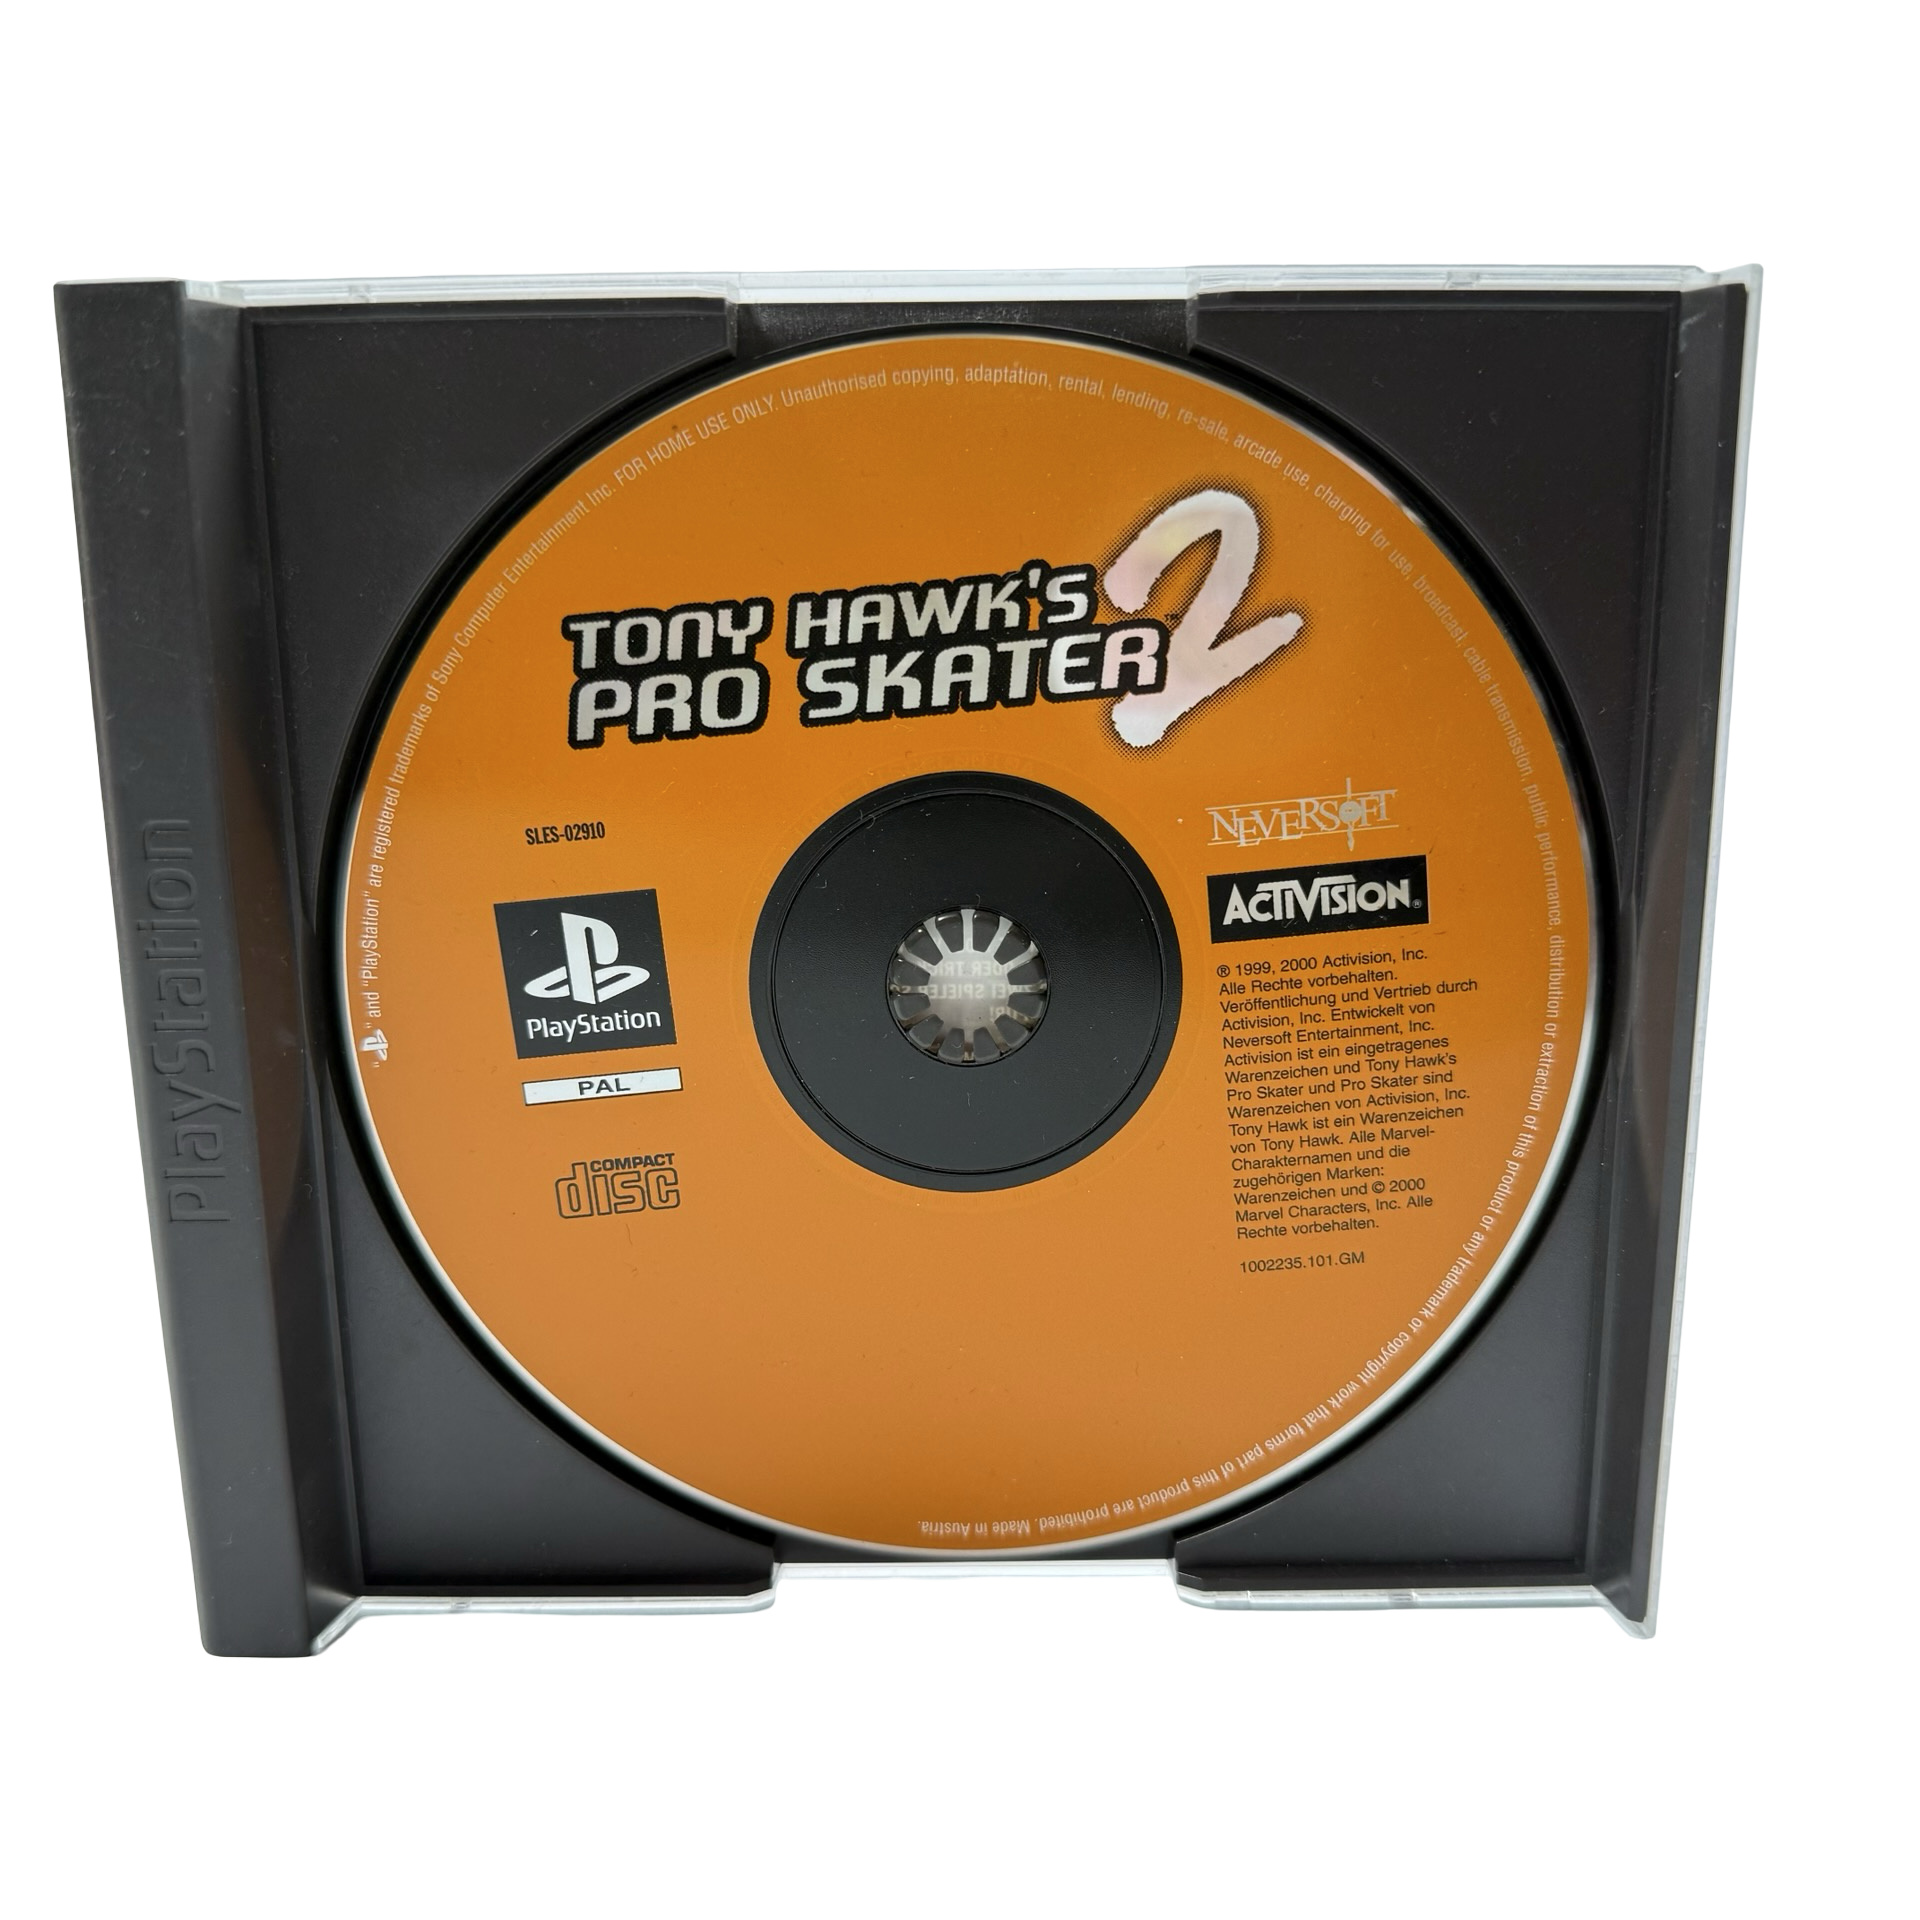 "PS" and "PlayStation" are registered trademarks of Sony Computer Entertainment Inc. FOR HOME USE ONLY. Unauthorised copying, adaptation, rental, lending, re-sale, arcade use, charging for use, broadcast, cable transmission, public performance, distribution or extraction of this product or any trademark or copyright work that forms part of this product are prohibited. Made in Austria.
TONY HAWK'S
PRO SKATER 2
SLES-02910
PlayStation
PAL
COMPACT
disc
NEVERSOFT
ACTIVISION®
® 1999, 2000 Activision, Inc.
Alle Rechte vorbehalten.
Veröffentlichung und Vertrieb durch
Activision, Inc. Entwickelt von
Neversoft Entertainment, Inc.
Activision ist ein eingetragenes
Warenzeichen und Tony Hawk's
Pro Skater und Pro Skater sind
Warenzeichen von Activision, Inc.
Tony Hawk ist ein Warenzeichen
von Tony Hawk. Alle Marvel-
Charakternamen und die
zugehörigen Marken:
Warenzeichen und © 2000
Marvel Characters, Inc. Alle
Rechte vorbehalten.
1002235.101.GM
PlayStation